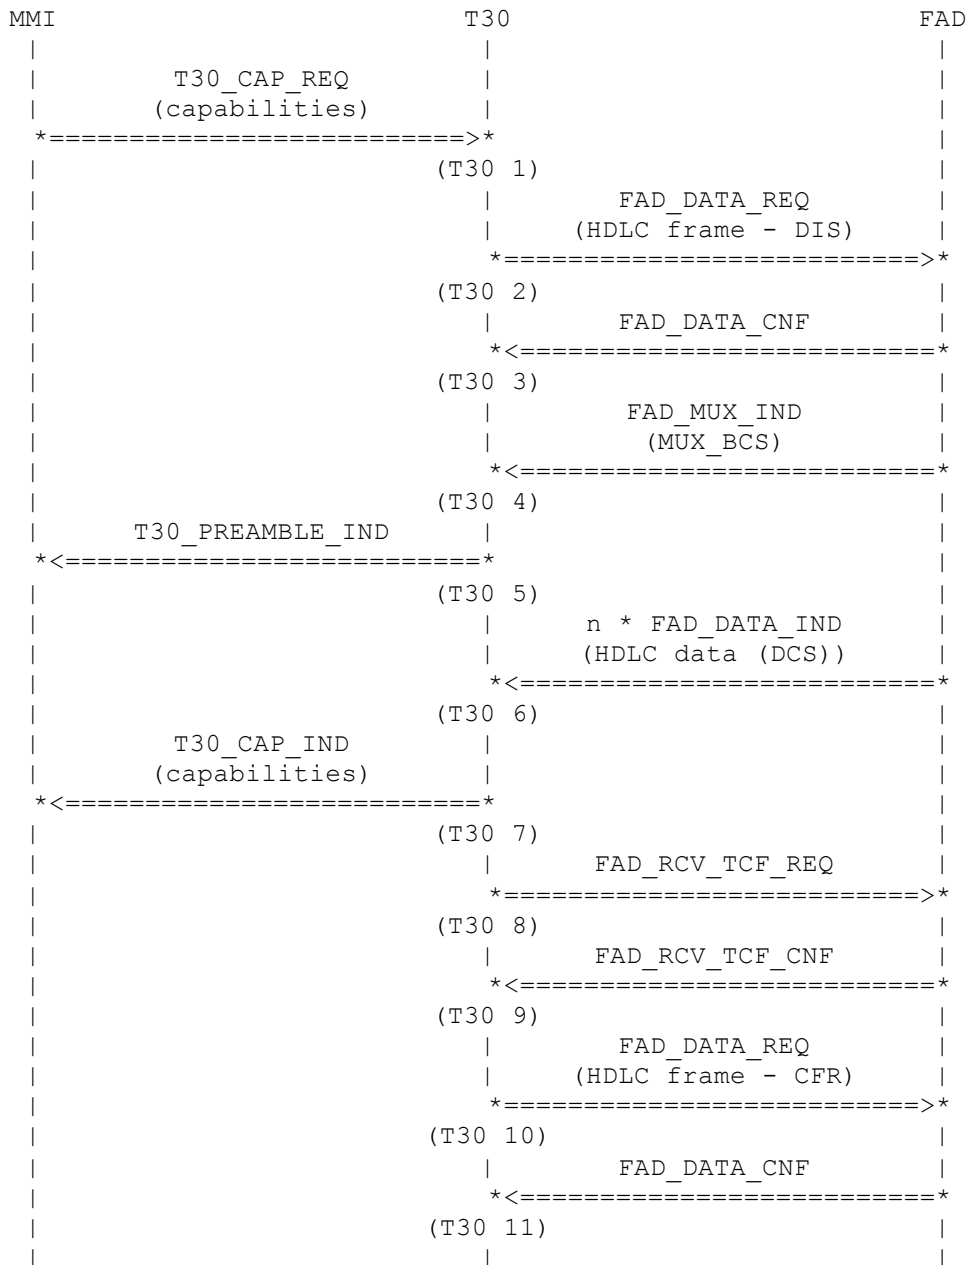 MMI T30 FAD
T30_CAP_REQ
(capabilities)
(T30 1)
FAD_DATA_REQ
(HDLC frame - DIS)
(T30 2)
FAD_DATA_CNF
(T30 3)
FAD_MUX_IND
(MUX_BCS)
(T30 4)
T30_PREAMBLE_IND
(T30 5)
n * FAD_DATA_IND
(HDLC data (DCS))
(T30 6)
T30_CAP_IND
(capabilities)
(T30 7)
FAD_RCV_TCF_REQ
(T30 8)
FAD_RCV_TCF_CNF
(T30 9)
FAD_DATA_REQ
(HDLC frame - CFR)
(T30 10)
FAD_DATA_CNF
(T30 11)